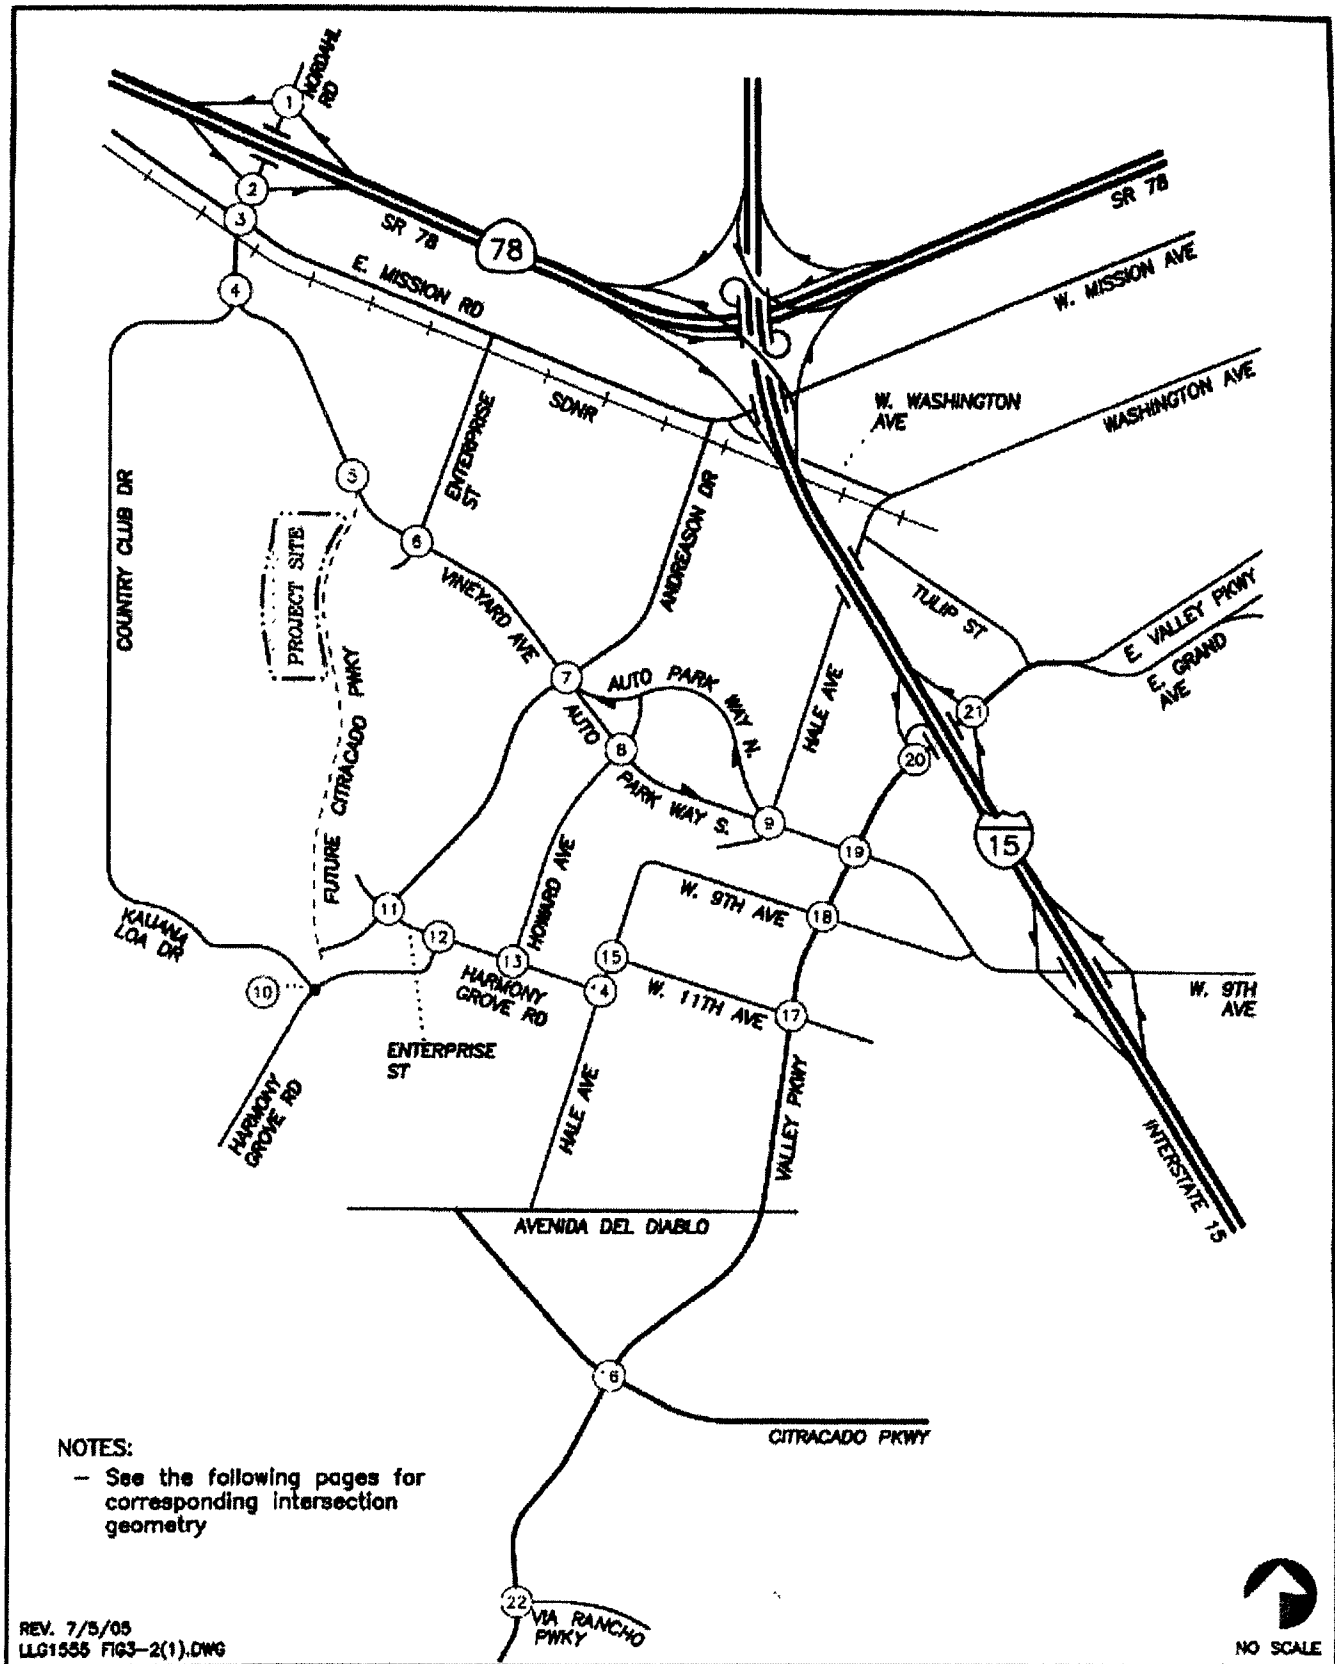 NORDAHL
RD
1
2
3
SR 78
78
SR 78
E. MISSION RD
W. MISSION AVE
4
SDNR
W. WASHINGTON
AVE
WASHINGTON AVE
ENTERPRISE
ST
5
COUNTRY CLUB DR
PROJECT SITE
6
ANDREASON DR
VINEYARD AVE
TULIP ST
E. VALLEY PKWY
E. GRAND
AVE
7
AUTO PARK WAY N.
HALE AVE
21
AUTO
PARK WAY S.
8
20
FUTURE CITRACADO PWKY
9
15
19
HOWARD AVE
W. 9TH AVE
18
11
12
KAUANA
LOA DR
13
15
10
HARMONY
GROVE RD
14
W. 11TH AVE
17
W. 9TH
AVE
ENTERPRISE
ST
HARMONY
GROVE RD
HALE AVE
VALLEY PKWY
INTERSTATE 15
AVENIDA DEL DIABLO
16
CITRACADO PKWY
NOTES:
– See the following pages for
corresponding intersection
geometry
22
VIA RANCHO
PWKY
REV. 7/5/05
LLG1555 FIG3-2(1).DWG
NO SCALE